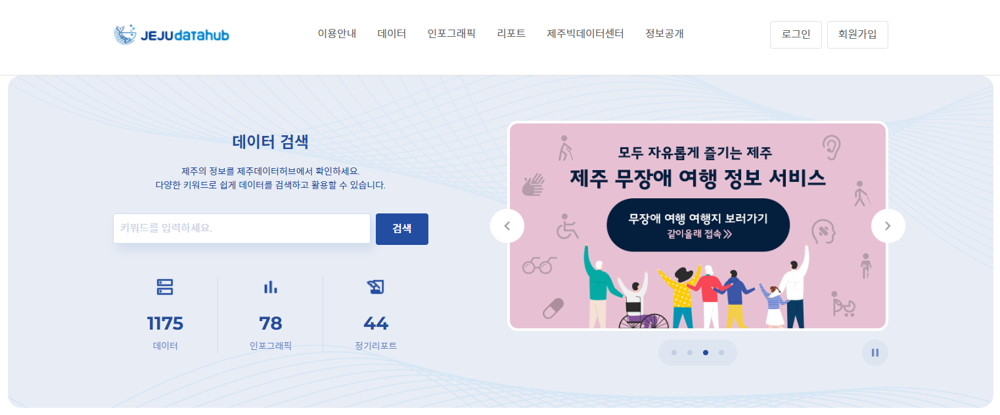 JEJU datahub
이용안내 데이터 인포그래픽 리포트 제주빅데이터센터 정보공개
로그인 회원가입
데이터 검색
제주의 정보를 제주데이터허브에서 확인하세요.
다양한 키워드로 쉽게 데이터를 검색하고 활용할 수 있습니다.
키워드를 입력하세요.
검색
1175
데이터
78
인포그래픽
44
정기리포트
모두 자유롭게 즐기는 제주
제주 무장애 여행 정보 서비스
무장애 여행 여행지 보러가기
같이올래 접속